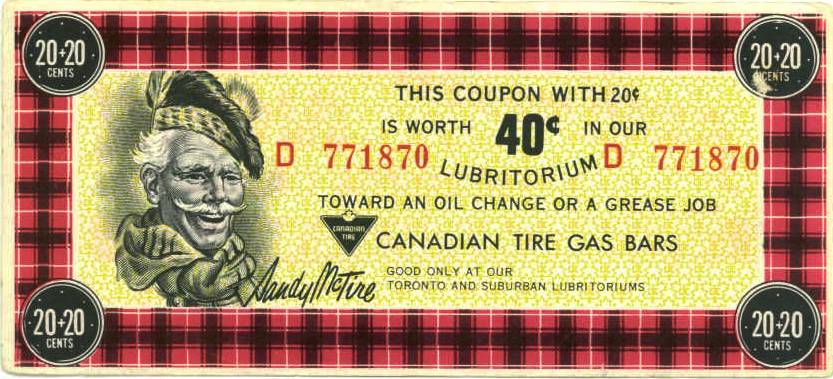 20+20 CENTS
20+20 CENTS
THIS COUPON WITH 20¢
IS WORTH 40¢ IN OUR
D 771870 LUBRITORIUM D 771870
TOWARD AN OIL CHANGE OR A GREASE JOB
CANADIAN TIRE
CANADIAN TIRE GAS BARS
Sandy McTire
GOOD ONLY AT OUR
TORONTO AND SUBURBAN LUBRITORIUMS
20+20 CENTS
20+20 CENTS